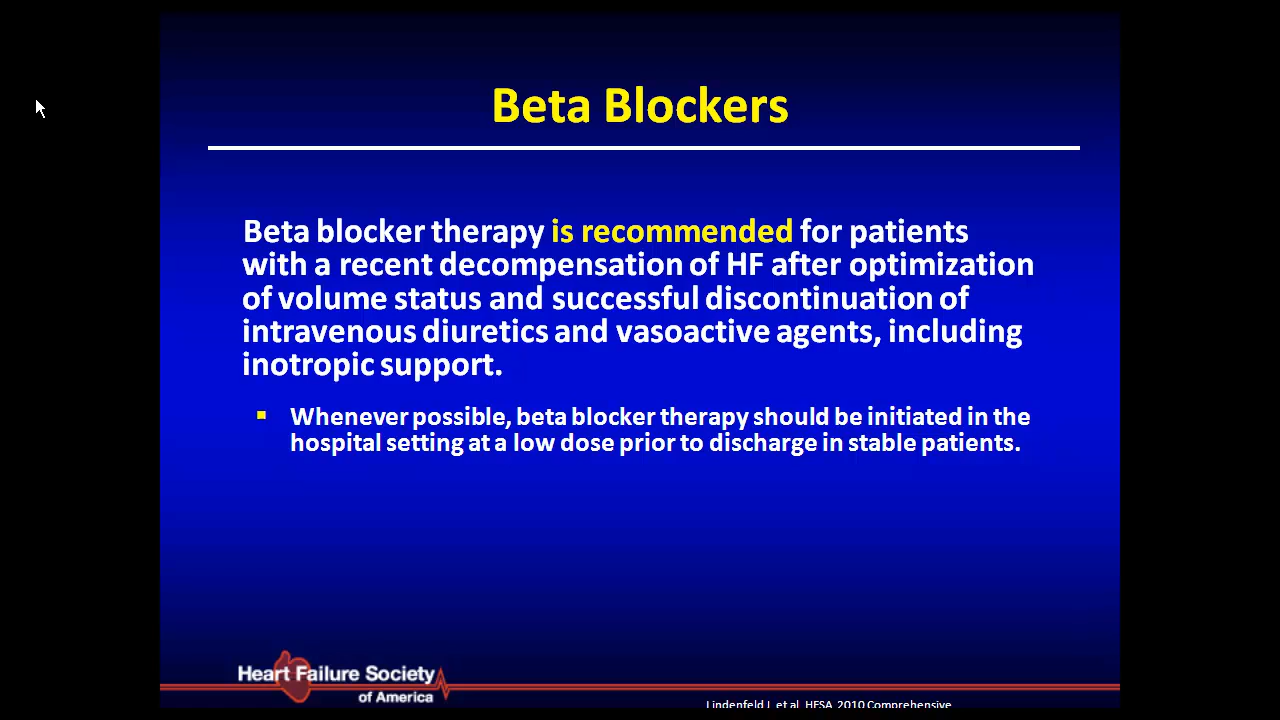 Beta Blockers
Beta blocker therapy is recommended for patients
with a recent decompensation of HF after optimization
of volume status and successful discontinuation of
intravenous diuretics and vasoactive agents, including
inotropic support.
Whenever possible, beta blocker therapy should be initiated in the
hospital setting at a low dose prior to discharge in stable patients.
Heart Failure Society
of America
Lindenfeld J, et al. HFSA 2010 Comprehensive